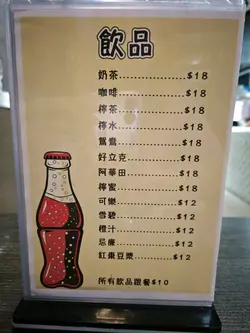 飲品
奶茶................$18
咖啡................$18
檸茶................$18
檸水................$18
鴛鴦................$18
好立克............$18
阿華田............$18
檸蜜................$18
可樂................$12
雪碧................$12
橙汁................$12
忌廉................$12
紅棗豆漿........$12
所有飲品跟餐$10